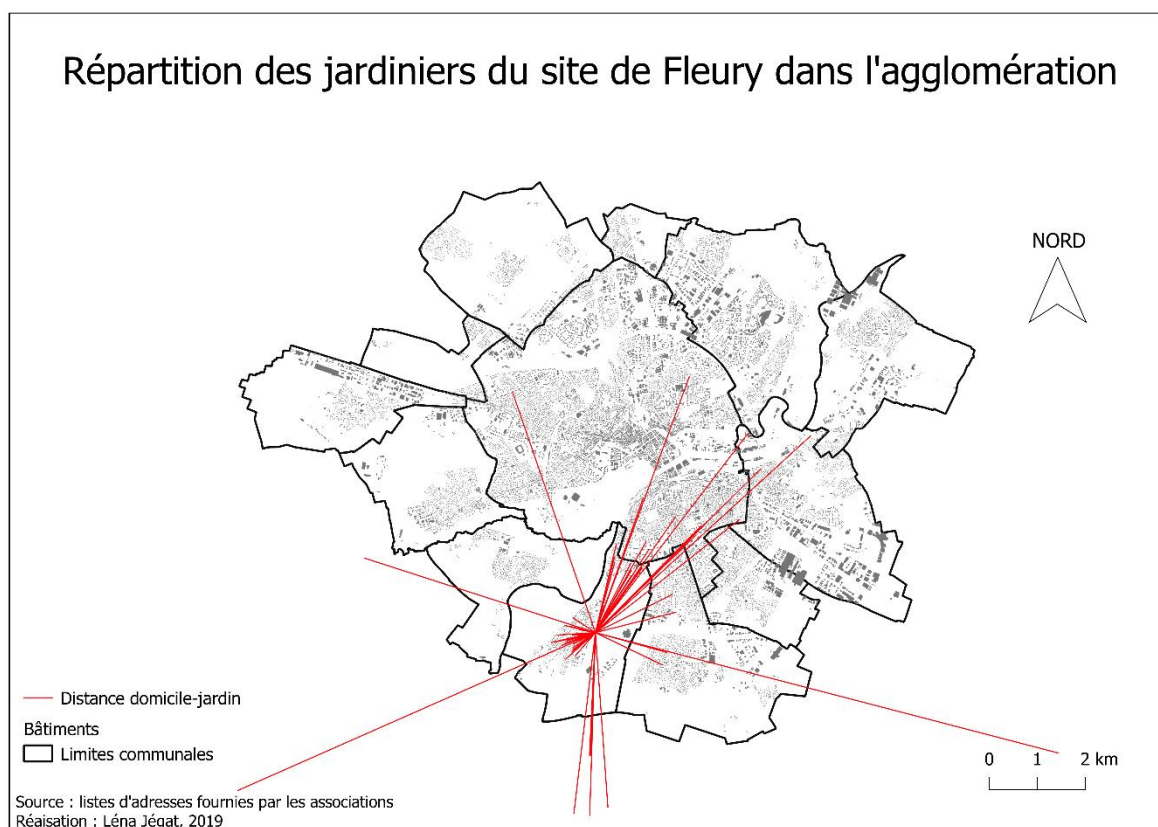 Répartition des jardiniers du site de Fleury dans l'agglomération
NORD
Distance domicile-jardin
Bâtiments
Limites communales
0 1 2 km
Source : listes d'adresses fournies par les associations
Réaisation : Léna Jégat, 2019